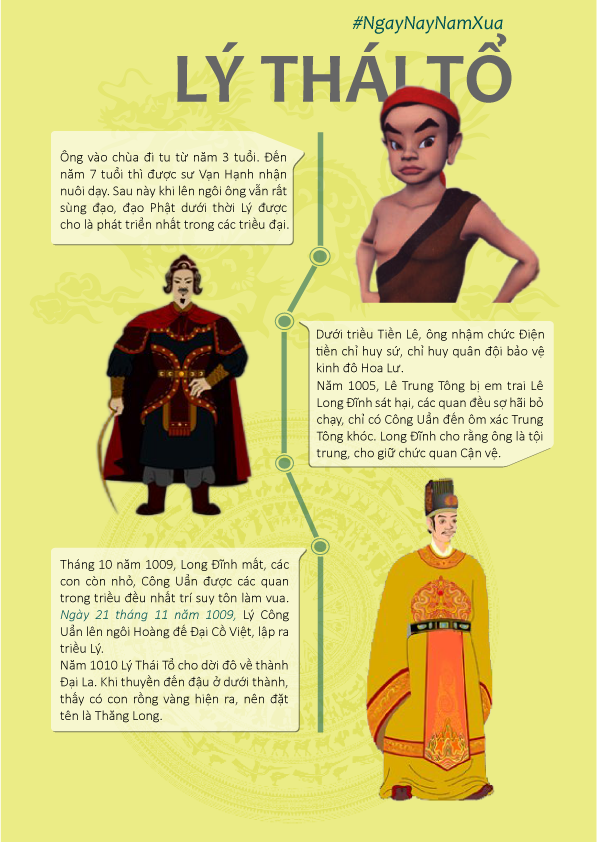 #NgayNayNamXua
LÝ THÁI TỔ
Ông vào chùa đi tu từ năm 3 tuổi. Đến
năm 7 tuổi thì được sư Vạn Hạnh nhận
nuôi dạy. Sau này khi lên ngôi ông vẫn rất
sùng đạo, đạo Phật dưới thời Lý được
cho là phát triển nhất trong các triều đại.
Dưới triều Tiền Lê, ông nhậm chức Điện
tiền chỉ huy sứ, chỉ huy quân đội bảo vệ
kinh đô Hoa Lư.
Năm 1005, Lê Trung Tông bị em trai Lê
Long Đĩnh sát hại, các quan đều sợ hãi bỏ
chạy, chỉ có Công Uẩn đến ôm xác Trung
Tông khóc. Long Đĩnh cho rằng ông là tội
trung, cho giữ chức quan Cận vệ.
Tháng 10 năm 1009, Long Đĩnh mất, các
con còn nhỏ, Công Uẩn được các quan
trong triều đều nhất trí suy tôn làm vua.
Ngày 21 tháng 11 năm 1009, Lý Công
Uẩn lên ngôi Hoàng đế Đại Cồ Việt, lập ra
triều Lý.
Năm 1010 Lý Thái Tổ cho dời đô về thành
Đại La. Khi thuyền đến đậu ở dưới thành,
thấy có con rồng vàng hiện ra, nên đặt
tên là Thăng Long.